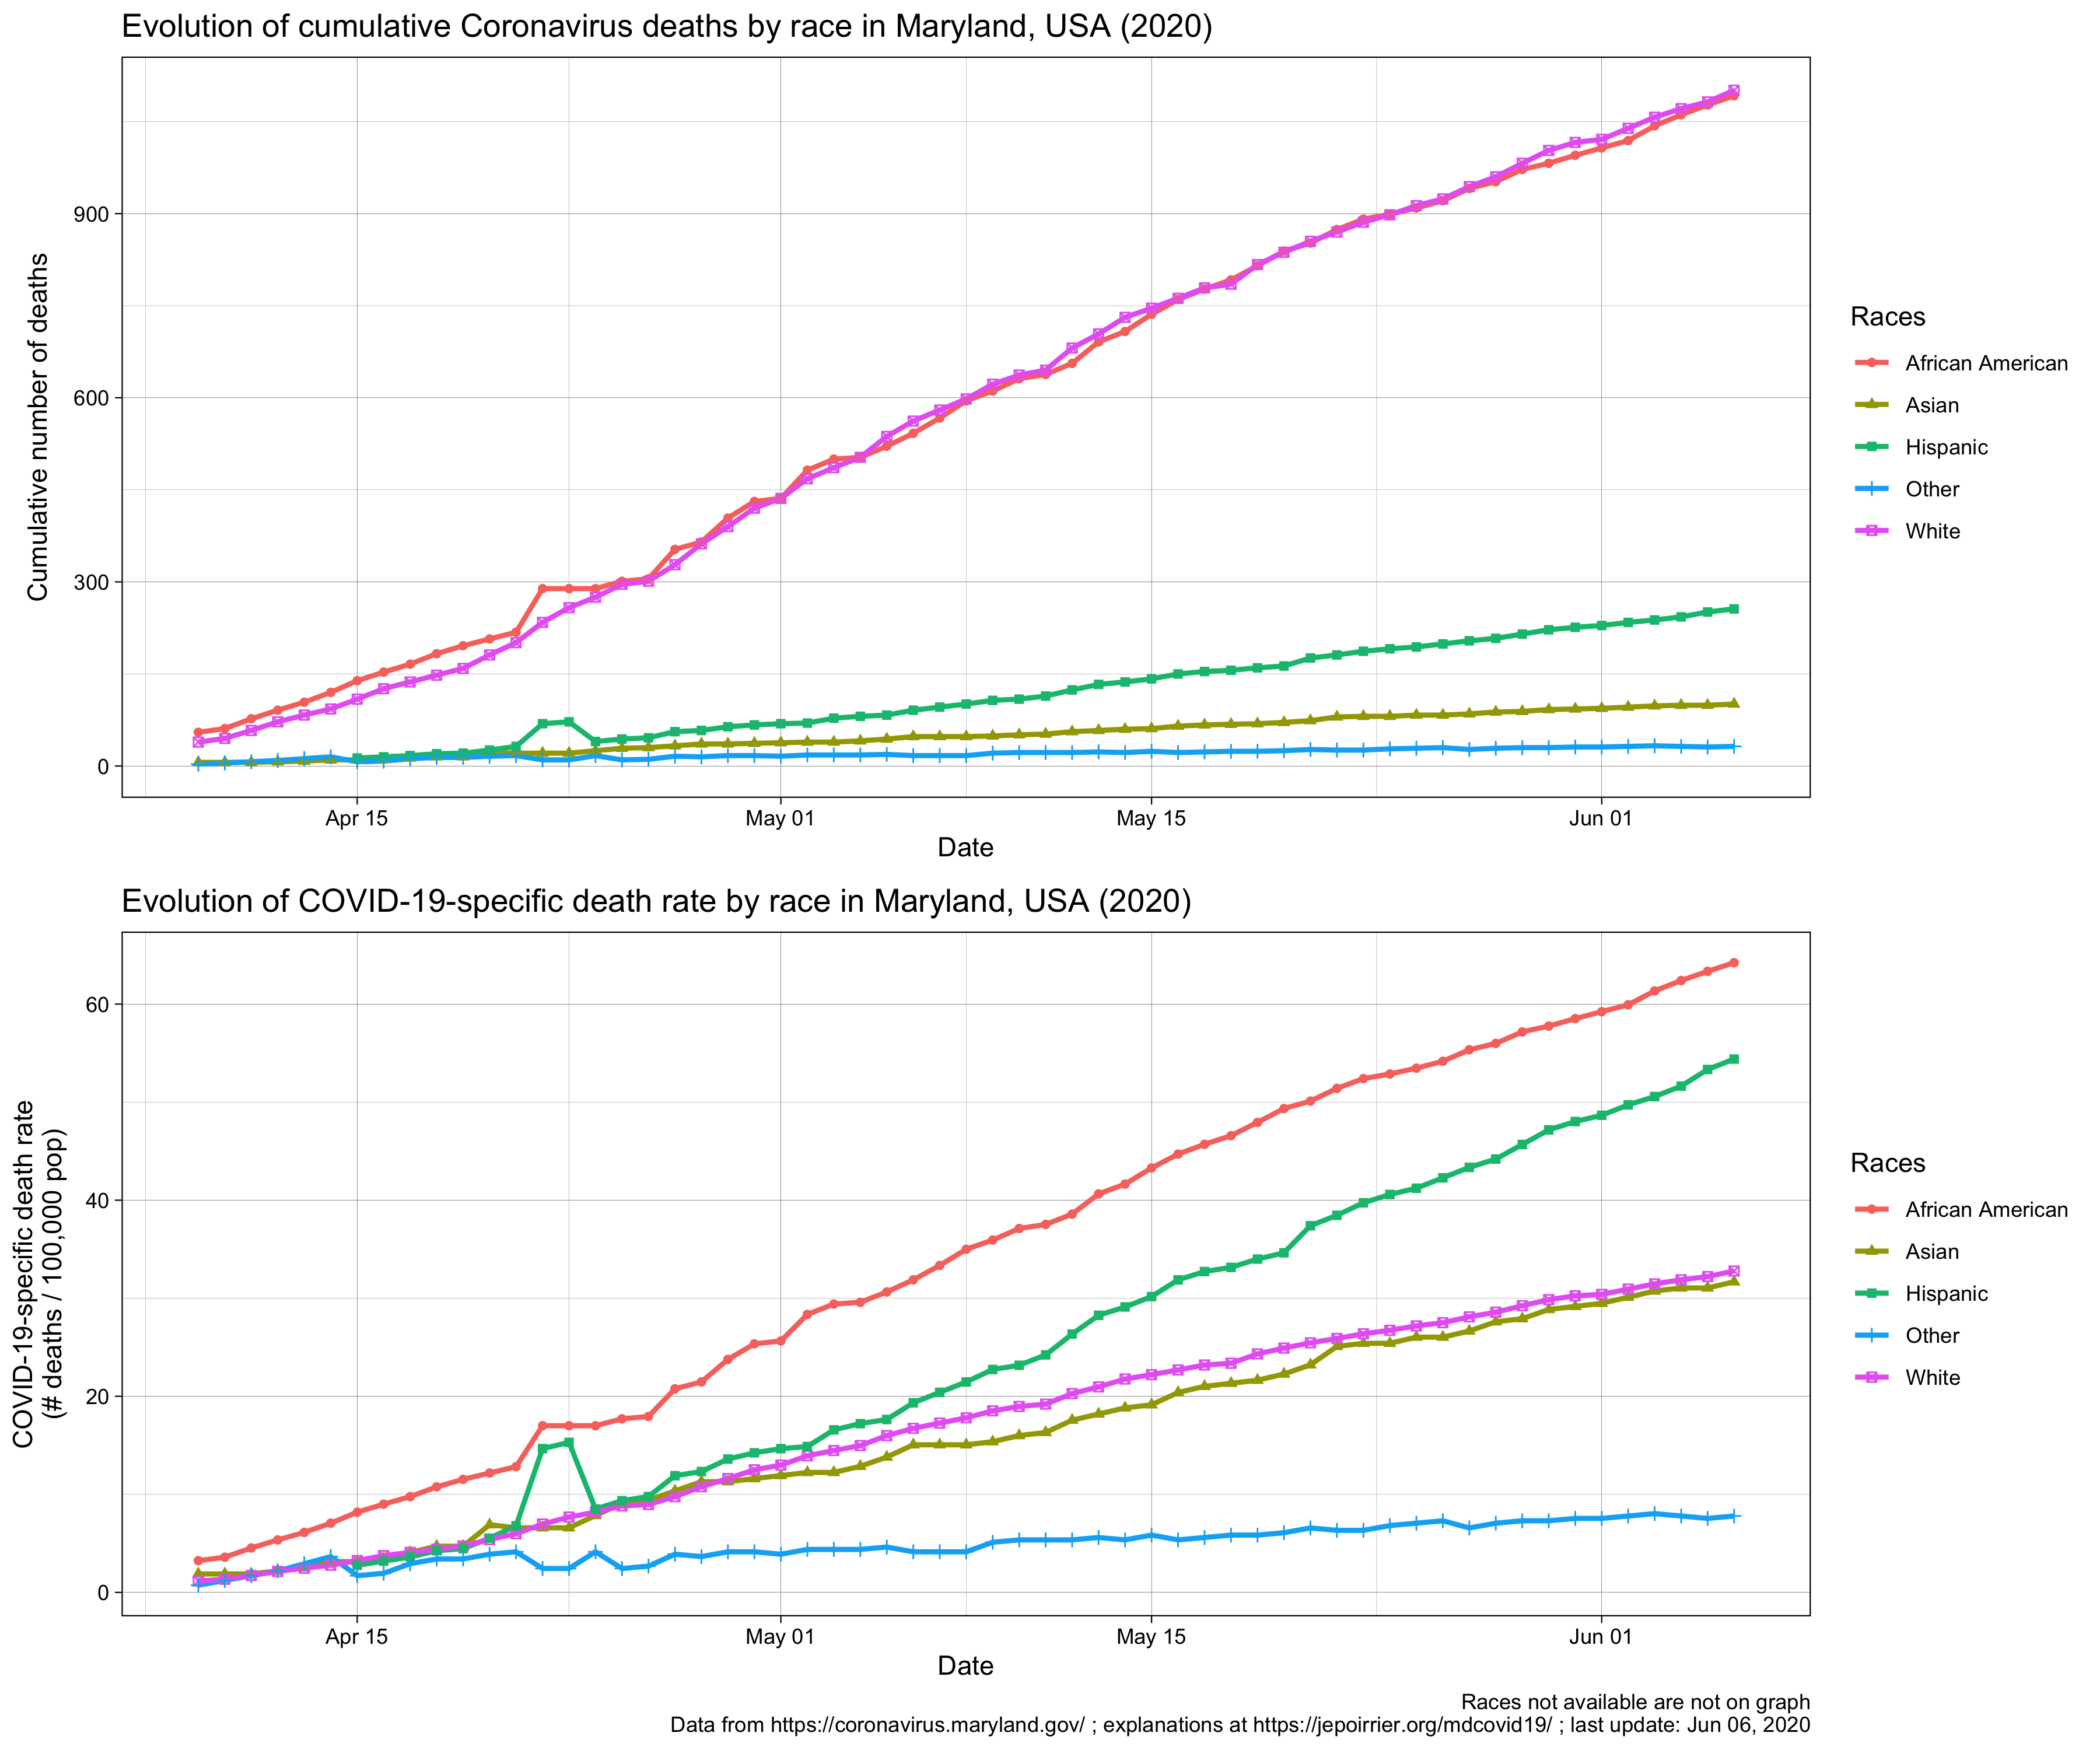 Evolution of cumulative Coronavirus deaths by race in Maryland, USA (2020)
Cumulative number of deaths
900
600
300
0
Apr 15
May 01
May 15
Jun 01
Date
Races
African American
Asian
Hispanic
Other
White
Evolution of COVID-19-specific death rate by race in Maryland, USA (2020)
COVID-19-specific death rate
(# deaths / 100,000 pop)
60
40
20
0
Apr 15
May 01
May 15
Jun 01
Date
Races
African American
Asian
Hispanic
Other
White
Races not available are not on graph
Data from https://coronavirus.maryland.gov/ ; explanations at https://jepoirrier.org/mdcovid19/ ; last update: Jun 06, 2020